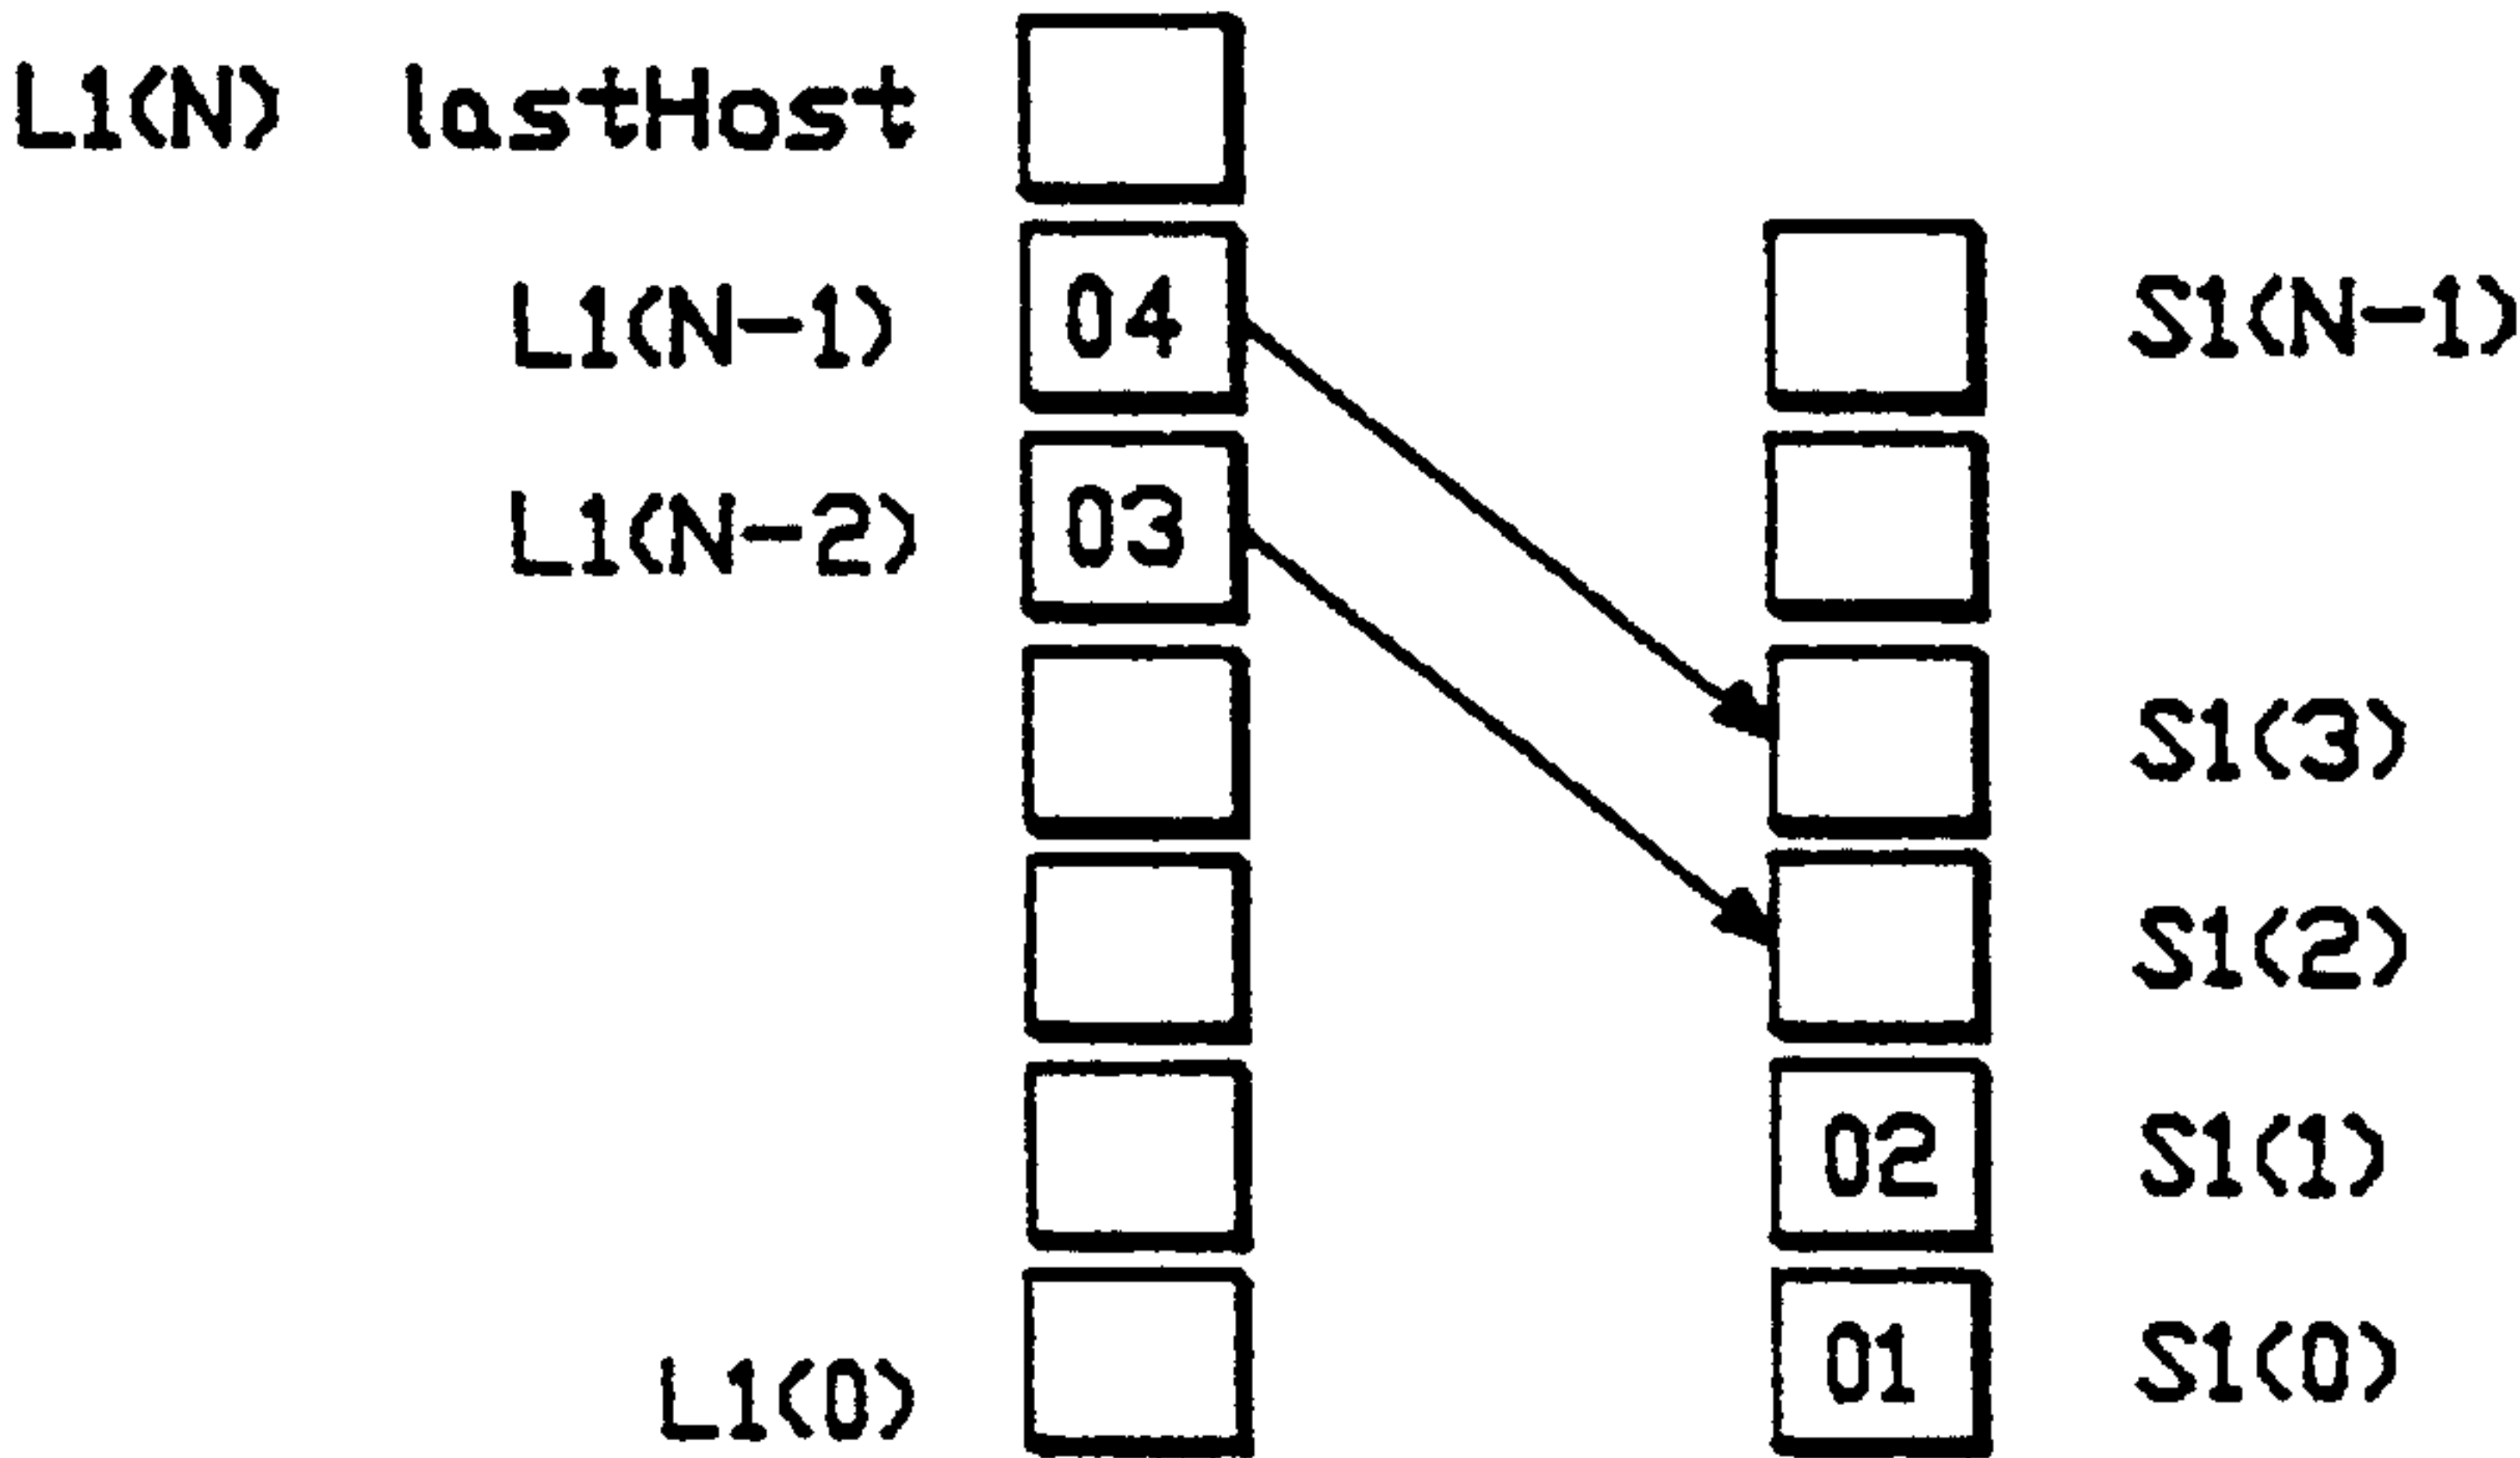 L1(N) lastHost
L1(N-1) 04 S1(N-1)
L1(N-2) 03
S1(3)
S1(2)
02 S1(1)
L1(0) 01 S1(0)